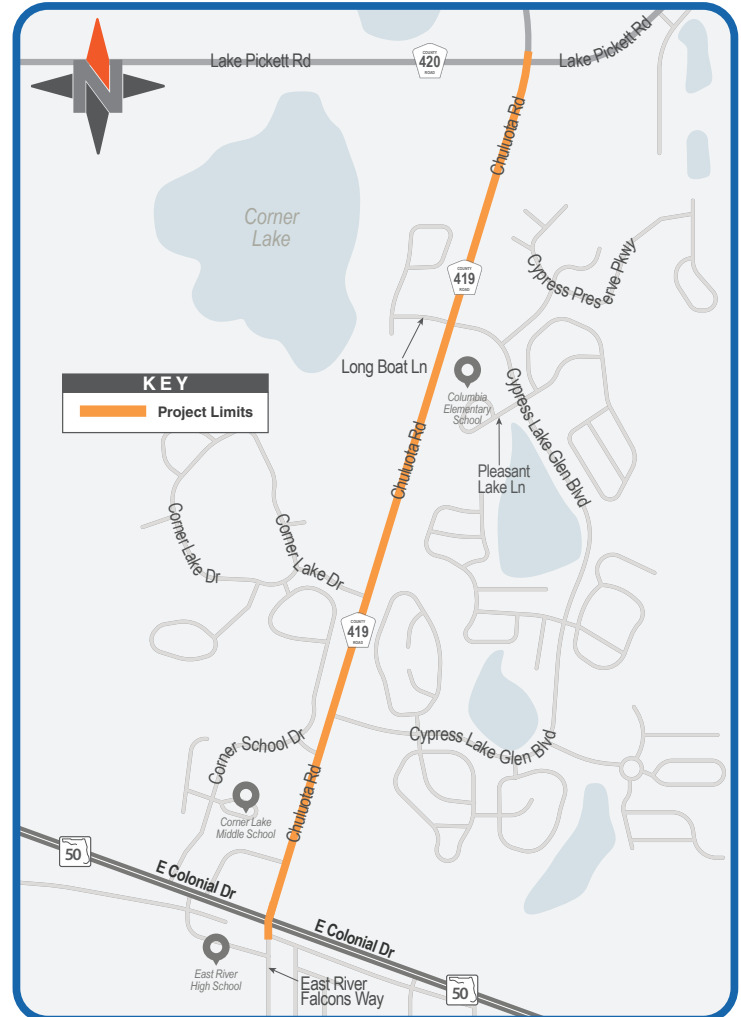 Lake Pickett Rd
COUNTY
420
ROAD
Lake Pickett Rd
N
Chuluota Rd
Corner
Lake
Cypress Preserve Pkwy
COUNTY
419
ROAD
Long Boat Ln
KEY
Project Limits
Columbia
Elementary
School
Cypress Lake Glen Blvd
Chuluota Rd
Pleasant
Lake Ln
Corner Lake Dr
Corner Lake Dr
COUNTY
419
ROAD
Corner School Dr
Cypress Lake Glen Blvd
Chuluota Rd
Corner Lake
Middle School
50
E Colonial Dr
E Colonial Dr
East River
High School
East River
Falcons Way
50